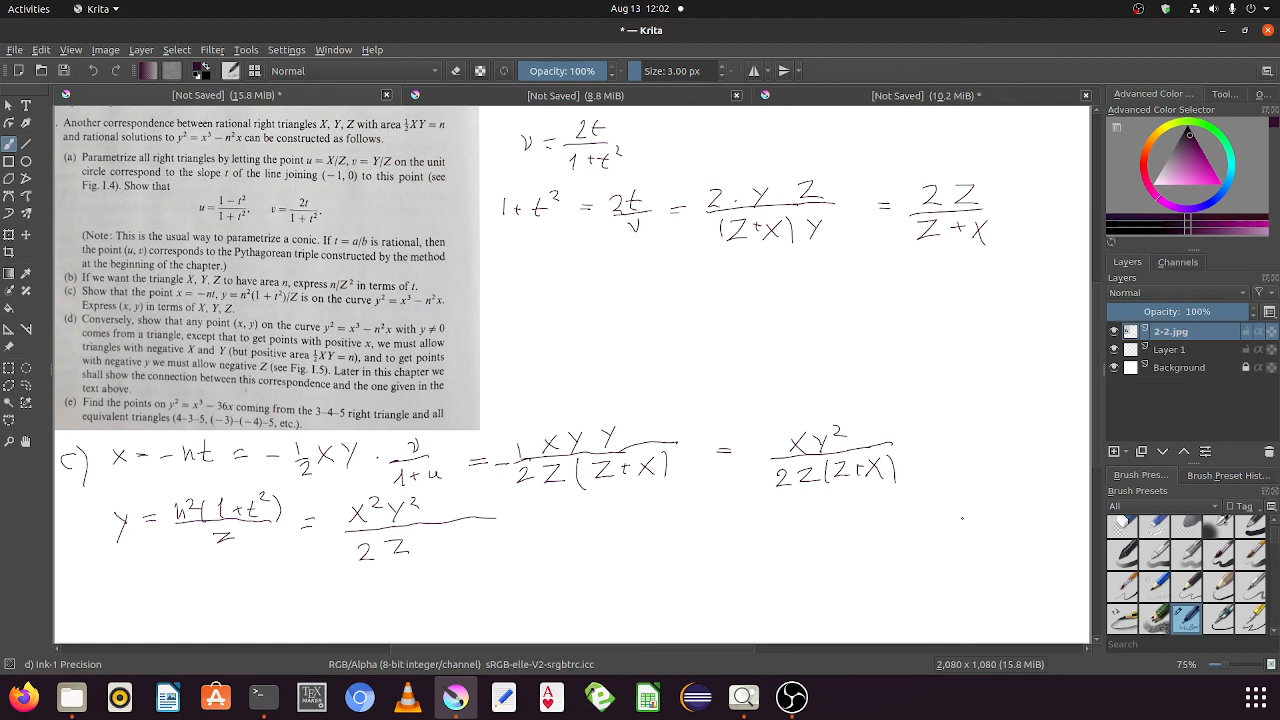 Activities Krita Aug 13 12:02
* — Krita
File Edit View Image Layer Select Filter Tools Settings Window Help
Normal Opacity: 100% Size: 3.00 px
[Not Saved] (15.8 MiB) * [Not Saved] (8.8 MiB) [Not Saved] (10.2 MiB) *
Advanced Color ... Tool... O...
Advanced Color Selector
. Another correspondence between rational right triangles X, Y, Z with area ½XY = n
and rational solutions to y² = x³ − n²x can be constructed as follows.
(a) Parametrize all right triangles by letting the point u = X/Z, v = Y/Z on the unit
circle correspond to the slope t of the line joining (−1, 0) to this point (see
Fig. I.4). Show that
u = (1 − t²)/(1 + t²), v = 2t/(1 + t²).
(Note: This is the usual way to parametrize a conic. If t = a/b is rational, then
the point (u, v) corresponds to the Pythagorean triple constructed by the method
at the beginning of the chapter.)
(b) If we want the triangle X, Y, Z to have area n, express n/Z² in terms of t.
(c) Show that the point x = −nt, y = n²(1 + t²)/Z is on the curve y² = x³ − n²x.
Express (x, y) in terms of X, Y, Z.
(d) Conversely, show that any point (x, y) on the curve y² = x³ − n²x with y ≠ 0
comes from a triangle, except that to get points with positive x, we must allow
triangles with negative X and Y (but positive area ½XY = n), and to get points
with negative y we must allow negative Z (see Fig. I.5). Later in this chapter we
shall show the connection between this correspondence and the one given in the
text above.
(e) Find the points on y² = x³ − 36x coming from the 3–4–5 right triangle and all
equivalent triangles (4–3–5, (−3)–(−4)–5, etc.).
v = 2t/(1+t²)
1+t² = 2t/v = 2·Y Z/((Z+X) Y) = 2Z/(Z+X)
c) x = −nt = −½XY · v/(1+u) = −½ XYY/(Z(Z+X)) = XY²/(2Z(Z+X))
y = n²(1+t²)/Z = X²Y²/(2Z
Layers Channels
Layers
Normal
Opacity: 100%
2-2.jpg
Layer 1
Background
Brush Pres... Brush Preset History
Brush Presets
All Tag
Search
d) Ink-1 Precision RGB/Alpha (8-bit integer/channel) sRGB-elle-V2-srgbtrc.icc 2,080 x 1,080 (15.8 MiB) 75%
TEX MAKER